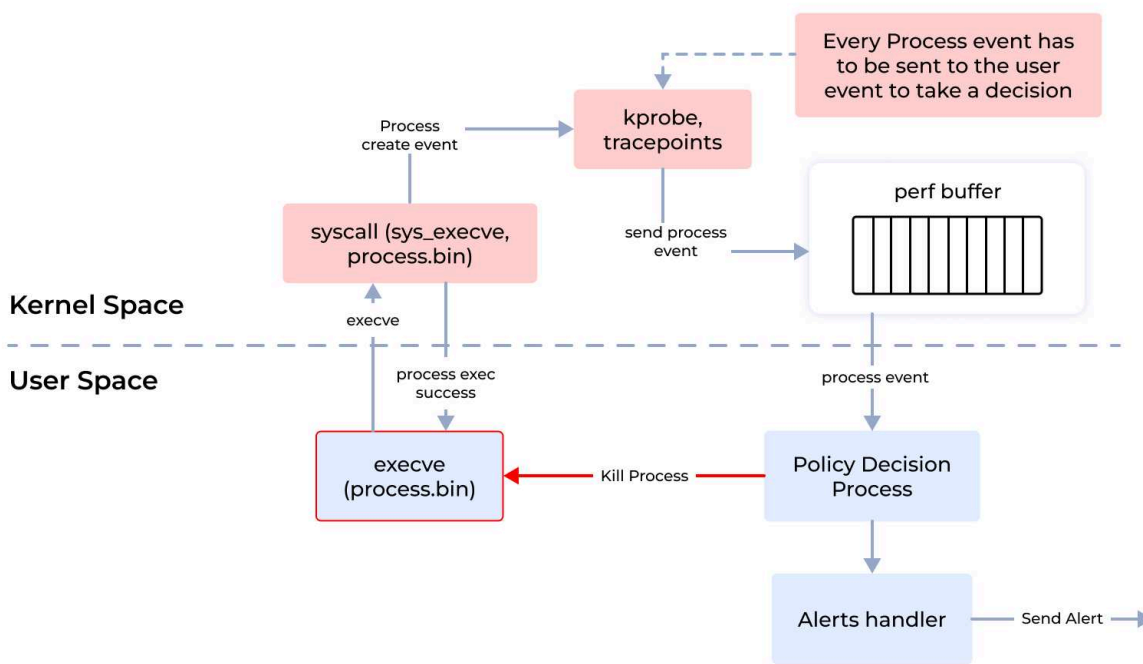 Every Process event has
to be sent to the user
event to take a decision
Process
create event
kprobe,
tracepoints
perf buffer
syscall (sys_execve,
process.bin)
send process
event
Kernel Space
execve
User Space
process exec
success
process event
execve
(process.bin)
Kill Process
Policy Decision
Process
Alerts handler
Send Alert